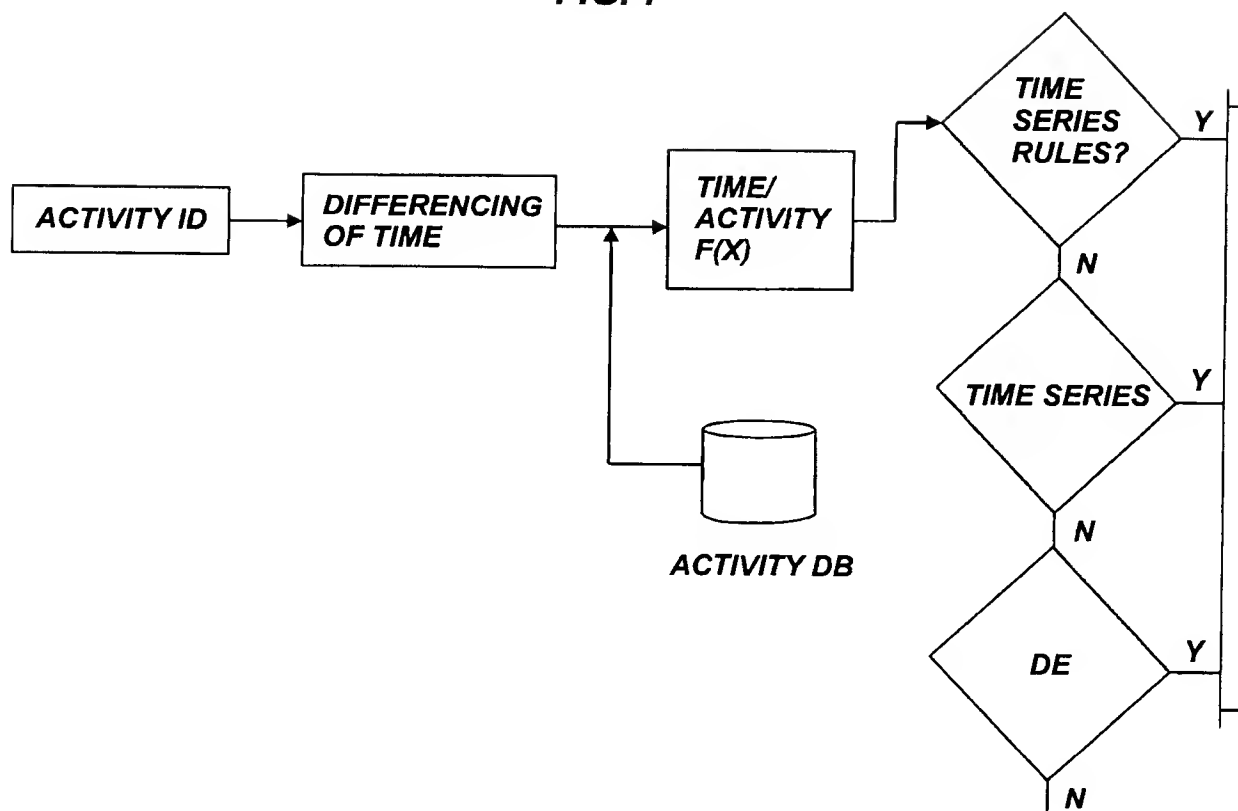 TIME
SERIES
RULES?
Y
ACTIVITY ID
DIFFERENCING
OF TIME
TIME/
ACTIVITY
F(X)
N
TIME SERIES
Y
N
ACTIVITY DB
DE
Y
N